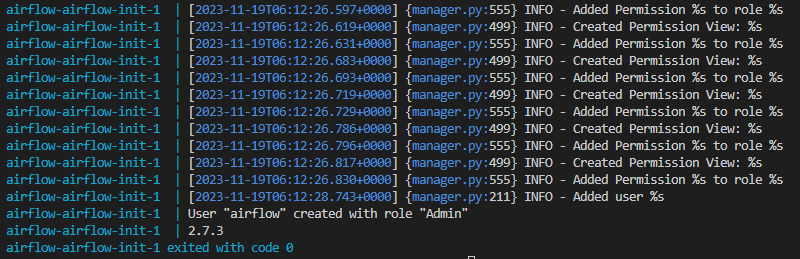 airflow-airflow-init-1  | [2023-11-19T06:12:26.597+0000] {manager.py:555} INFO - Added Permission %s to role %s
airflow-airflow-init-1  | [2023-11-19T06:12:26.619+0000] {manager.py:499} INFO - Created Permission View: %s
airflow-airflow-init-1  | [2023-11-19T06:12:26.631+0000] {manager.py:555} INFO - Added Permission %s to role %s
airflow-airflow-init-1  | [2023-11-19T06:12:26.683+0000] {manager.py:499} INFO - Created Permission View: %s
airflow-airflow-init-1  | [2023-11-19T06:12:26.693+0000] {manager.py:555} INFO - Added Permission %s to role %s
airflow-airflow-init-1  | [2023-11-19T06:12:26.719+0000] {manager.py:499} INFO - Created Permission View: %s
airflow-airflow-init-1  | [2023-11-19T06:12:26.729+0000] {manager.py:555} INFO - Added Permission %s to role %s
airflow-airflow-init-1  | [2023-11-19T06:12:26.786+0000] {manager.py:499} INFO - Created Permission View: %s
airflow-airflow-init-1  | [2023-11-19T06:12:26.796+0000] {manager.py:555} INFO - Added Permission %s to role %s
airflow-airflow-init-1  | [2023-11-19T06:12:26.817+0000] {manager.py:499} INFO - Created Permission View: %s
airflow-airflow-init-1  | [2023-11-19T06:12:26.830+0000] {manager.py:555} INFO - Added Permission %s to role %s
airflow-airflow-init-1  | [2023-11-19T06:12:28.743+0000] {manager.py:211} INFO - Added user %s
airflow-airflow-init-1  | User "airflow" created with role "Admin"
airflow-airflow-init-1  | 2.7.3
airflow-airflow-init-1 exited with code 0